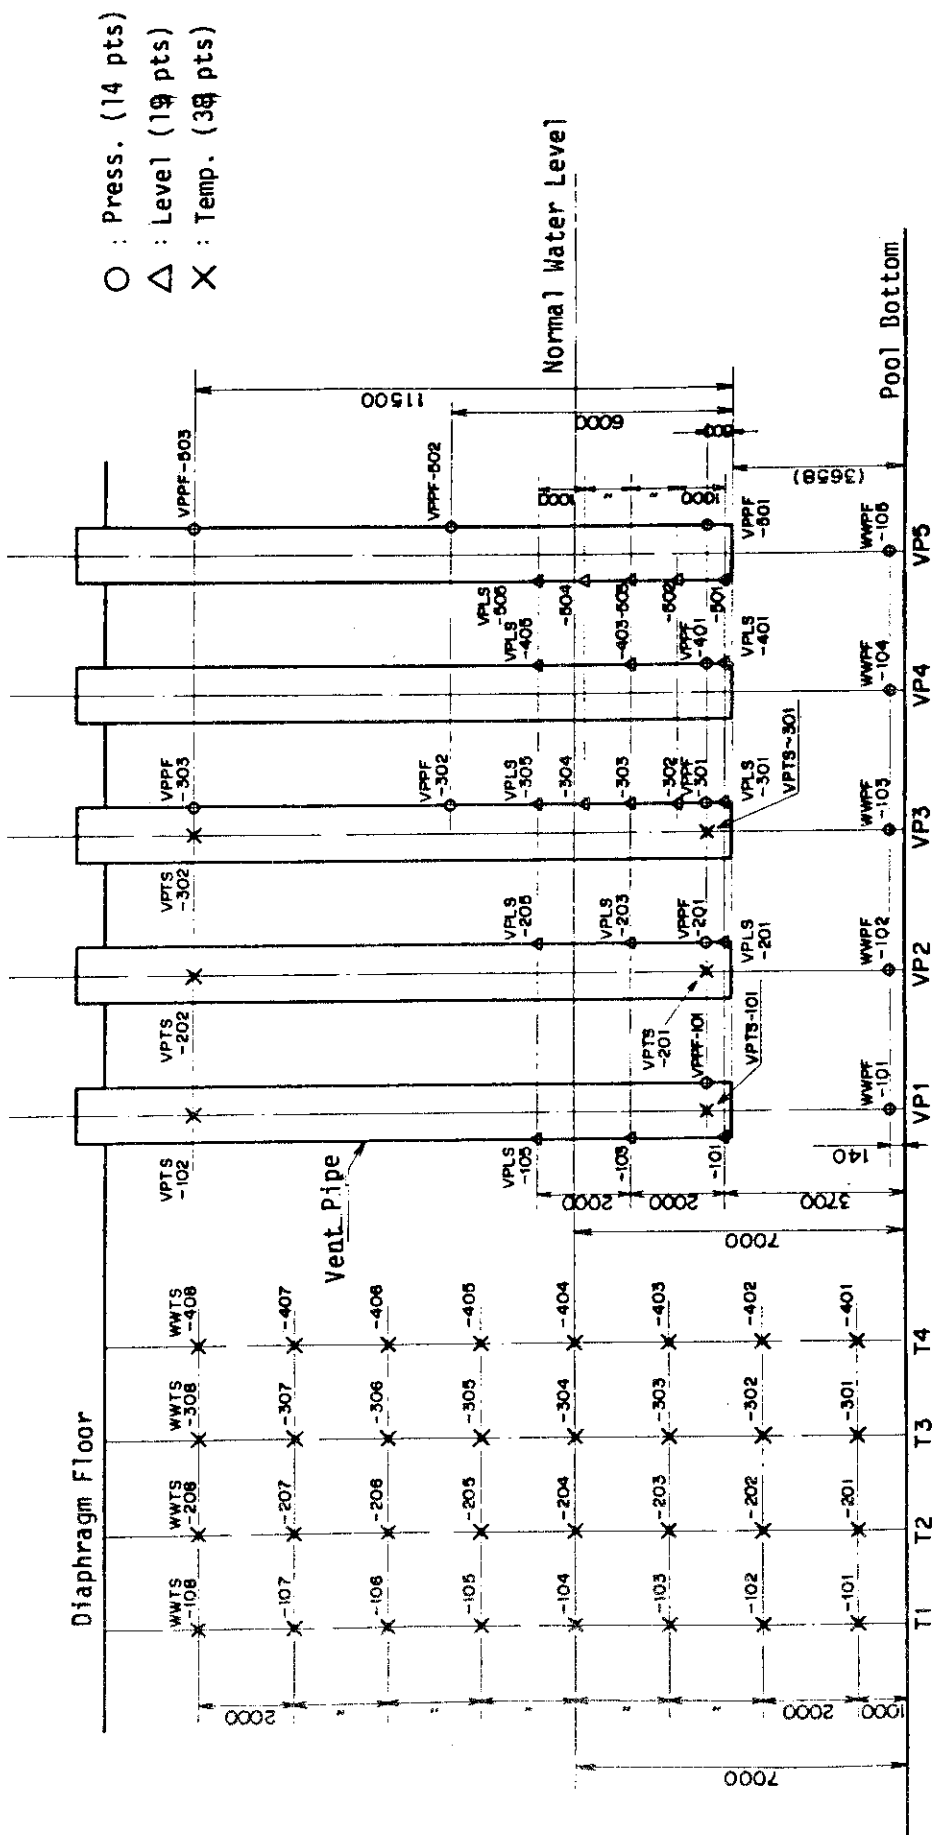 ○ : Press. (14 pts)
△ : Level (19 pts)
× : Temp. (38 pts)
Diaphragm Floor
WWTS
-108
WWTS
-208
WWTS
-308
WWTS
-408
-107
-207
-307
-407
-106
-206
-306
-406
-105
-205
-305
-405
-104
-204
-304
-404
-103
-203
-303
-403
-102
-202
-302
-402
-101
-201
-301
-401
T1
T2
T3
T4
2000
"
"
"
"
"
2000
1000
7000
Vent Pipe
VPTS
-102
VPTS
-202
VPTS
-302
VPPF
-303
VPPF-503
VPPF
-302
VPPF-502
VPLS
-105
VPLS
-205
VPLS
-305
VPLS
-405
VPLS
-505
-304
-504
-103
VPLS
-203
-303
-403
-505
-302
-502
VPTS
-201
VPPF-101
VPPF
-201
VPPF
-301
VPPF
-401
VPPF
-501
-101
VPTS-101
VPLS
-201
VPLS
-301
VPTS~301
VPLS
-401
-501
WWPF
-101
WWPF
-102
WWPF
-103
WWPF
-104
WWPF
-105
VP1
VP2
VP3
VP4
VP5
2000
2000
3700
7000
140
1000
"
"
1000
11500
6000
(3658)
Normal Water Level
Pool Bottom